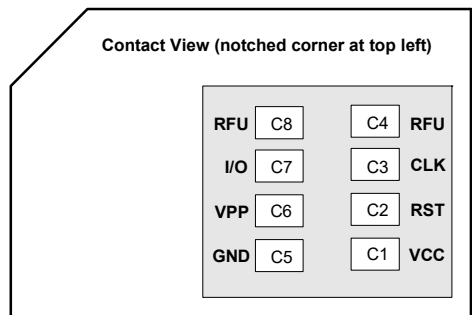 Contact View (notched corner at top left)
RFU C8 C4 RFU
I/O C7 C3 CLK
VPP C6 C2 RST
GND C5 C1 VCC